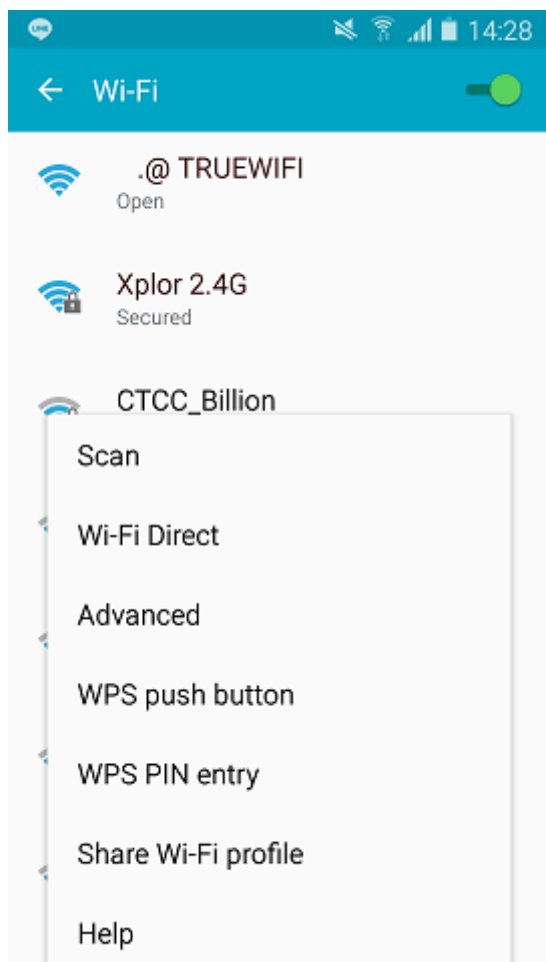 14:28
Wi-Fi
.@ TRUEWIFI
Open
Xplor 2.4G
Secured
CTCC_Billion
Scan
Wi-Fi Direct
Advanced
WPS push button
WPS PIN entry
Share Wi-Fi profile
Help